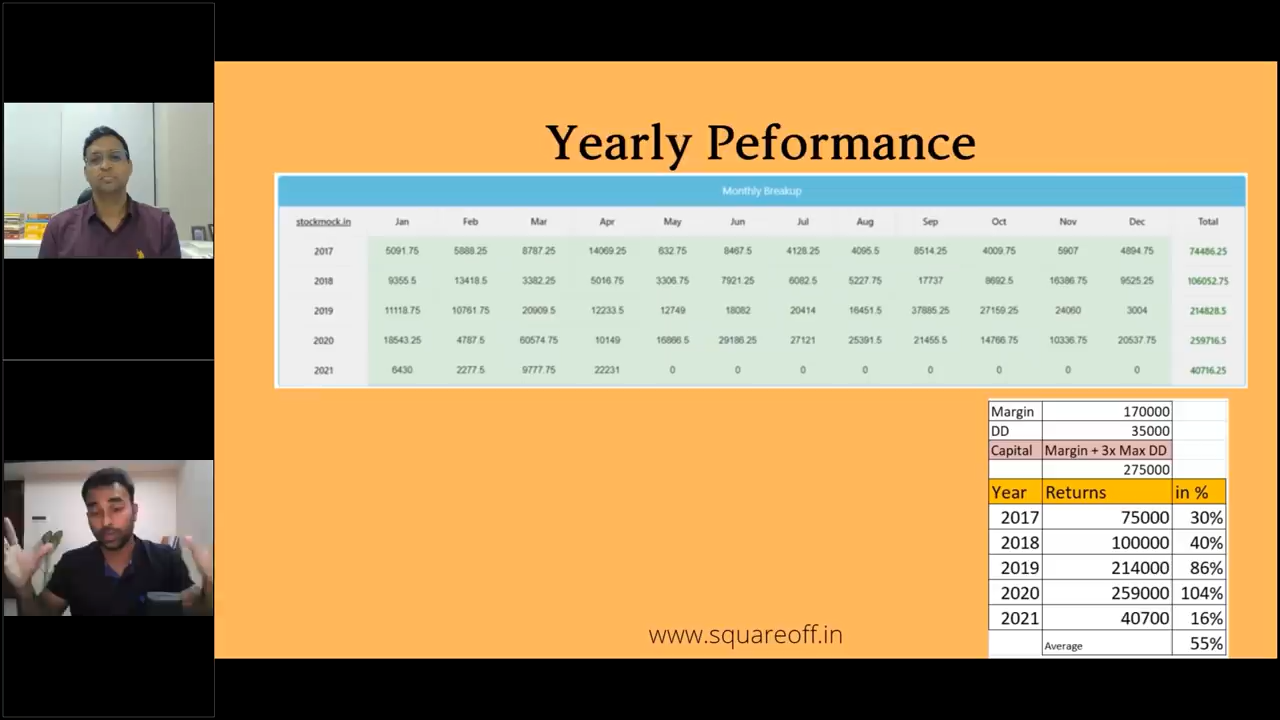 Yearly Peformance
Monthly Breakup
stockmock.in Jan Feb Mar Apr May Jun Jul Aug Sep Oct Nov Dec Total
2017 5091.75 5888.25 8787.25 14069.25 632.75 8467.5 4128.25 4095.5 8514.25 4009.75 5907 4894.75 74486.25
2018 9355.5 13418.5 3382.25 5016.75 3306.75 7921.25 6082.5 5227.75 17737 8692.5 16386.75 9525.25 106052.75
2019 11118.75 10761.75 20909.5 12233.5 12749 18082 20414 16451.5 37885.25 27159.25 24060 3004 214828.5
2020 18543.25 4787.5 60574.75 10149 16866.5 29186.25 27121 25391.5 21455.5 14766.75 10336.75 20537.75 259716.5
2021 6430 2277.5 9777.75 22231 0 0 0 0 0 0 0 0 40716.25
Margin 170000
DD 35000
Capital Margin + 3x Max DD
275000
Year Returns in %
2017 75000 30%
2018 100000 40%
2019 214000 86%
2020 259000 104%
2021 40700 16%
Average 55%
www.squareoff.in